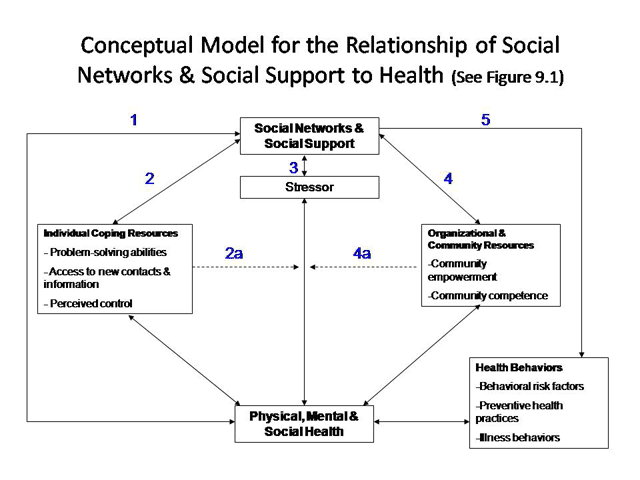 Conceptual Model for the Relationship of Social
Networks & Social Support to Health (See Figure 9.1)
1
Social Networks &
Social Support
5
2
3
4
Stressor
Individual Coping Resources
- Problem-solving abilities
-Access to new contacts &
information
- Perceived control
2a
4a
Organizational &
Community Resources
-Community
empowerment
-Community competence
Health Behaviors
-Behavioral risk factors
-Preventive health
practices
-Illness behaviors
Physical, Mental &
Social Health